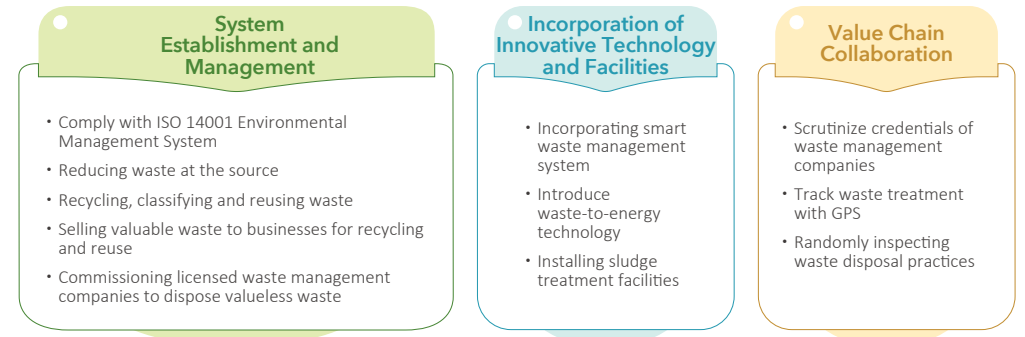 System
Establishment and
Management
• Comply with ISO 14001 Environmental
Management System
• Reducing waste at the source
• Recycling, classifying and reusing waste
• Selling valuable waste to businesses for recycling
and reuse
• Commissioning licensed waste management
companies to dispose valueless waste
Incorporation of
Innovative Technology
and Facilities
• Incorporating smart
waste management
system
• Introduce
waste-to-energy
technology
• Installing sludge
treatment facilities
Value Chain
Collaboration
• Scrutinize credentials of
waste management
companies
• Track waste treatment
with GPS
• Randomly inspecting
waste disposal practices